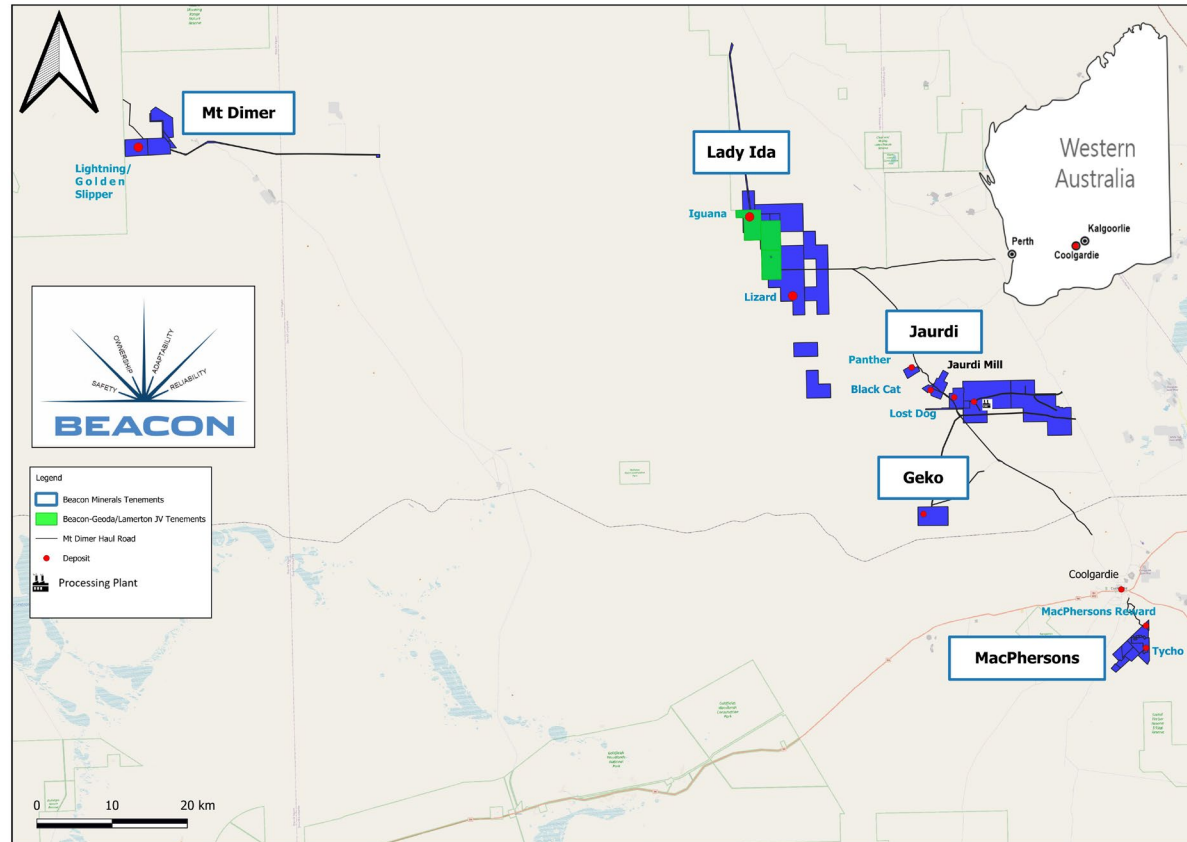 Mt Dimer
Lightning/
Golden
Slipper
Lady Ida
Iguana
Lizard
Western
Australia
Perth
Kalgoorlie
Coolgardie
Jaurdi
Panther
Jaurdi Mill
Black Cat
Lost Dog
Geko
SAFETY
OWNERSHIP
ADAPTABILITY
RELIABILITY
BEACON
Legend
Beacon Minerals Tenements
Beacon-Geoda/Lamerton JV Tenements
Mt Dimer Haul Road
Deposit
Processing Plant
Coolgardie
MacPhersons Reward
MacPhersons
Tycho
0 10 20 km